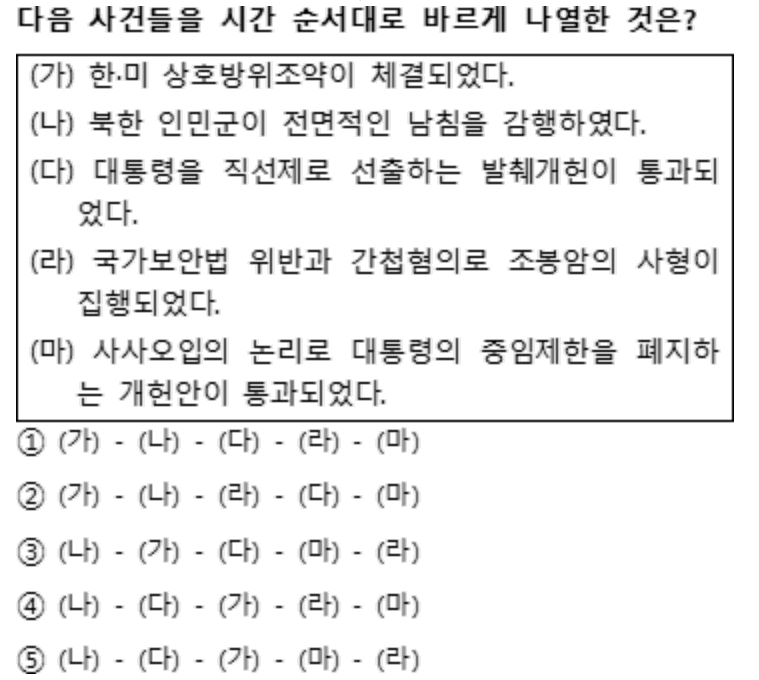 다음 사건들을 시간 순서대로 바르게 나열한 것은?
(가) 한·미 상호방위조약이 체결되었다.
(나) 북한 인민군이 전면적인 남침을 감행하였다.
(다) 대통령을 직선제로 선출하는 발췌개헌이 통과되
었다.
(라) 국가보안법 위반과 간첩혐의로 조봉암의 사형이
집행되었다.
(마) 사사오입의 논리로 대통령의 중임제한을 폐지하
는 개헌안이 통과되었다.
① (가) - (나) - (다) - (라) - (마)
② (가) - (나) - (라) - (다) - (마)
③ (나) - (가) - (다) - (마) - (라)
④ (나) - (다) - (가) - (라) - (마)
⑤ (나) - (다) - (가) - (마) - (라)